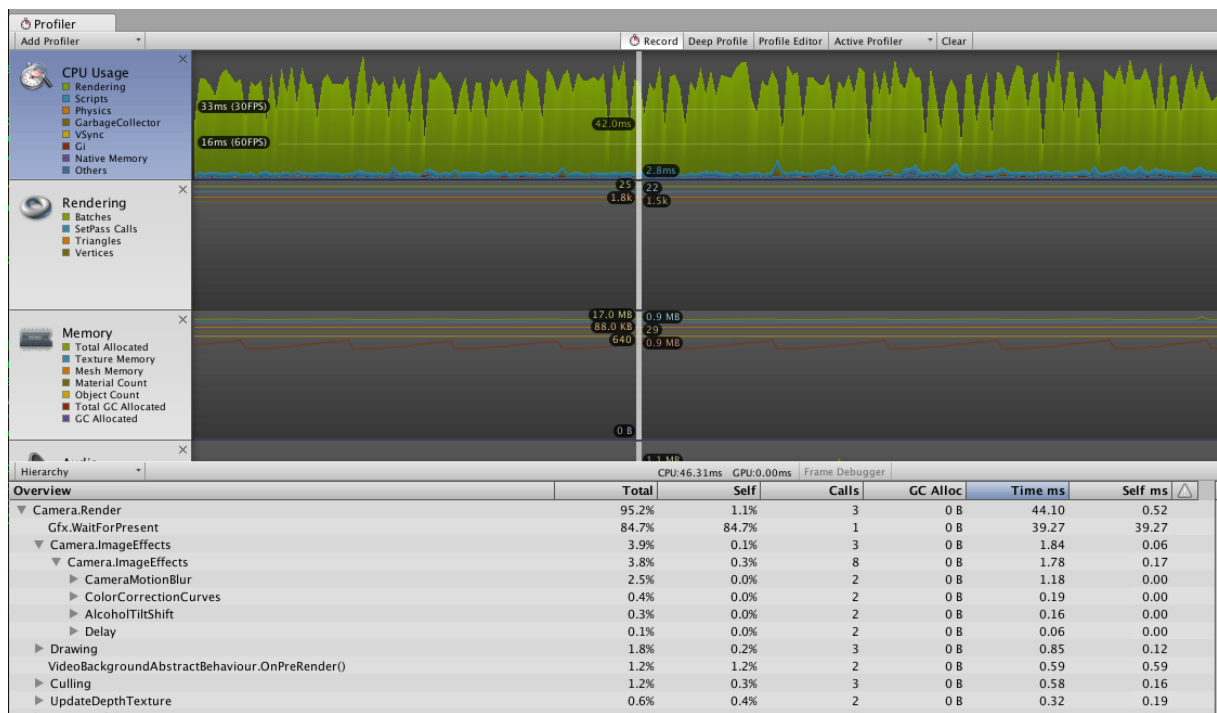 Profiler
Add Profiler Record Deep Profile Profile Editor Active Profiler Clear
CPU Usage
Rendering
Scripts
Physics
GarbageCollector
VSync
Gi
Native Memory
Others
33ms (30FPS)
16ms (60FPS)
42.0ms
2.8ms
Rendering
Batches
SetPass Calls
Triangles
Vertices
25 22
1.8k 1.5k
Memory
Total Allocated
Texture Memory
Mesh Memory
Material Count
Object Count
Total GC Allocated
GC Allocated
17.0 MB 0.9 MB
88.0 KB 29
640 0.9 MB
0 B
1.1 MB
Hierarchy CPU:46.31ms GPU:0.00ms Frame Debugger
Overview Total Self Calls GC Alloc Time ms Self ms
Camera.Render 95.2% 1.1% 3 0 B 44.10 0.52
Gfx.WaitForPresent 84.7% 84.7% 1 0 B 39.27 39.27
Camera.ImageEffects 3.9% 0.1% 3 0 B 1.84 0.06
Camera.ImageEffects 3.8% 0.3% 8 0 B 1.78 0.17
CameraMotionBlur 2.5% 0.0% 2 0 B 1.18 0.00
ColorCorrectionCurves 0.4% 0.0% 2 0 B 0.19 0.00
AlcoholTiltShift 0.3% 0.0% 2 0 B 0.16 0.00
Delay 0.1% 0.0% 2 0 B 0.06 0.00
Drawing 1.8% 0.2% 3 0 B 0.85 0.12
VideoBackgroundAbstractBehaviour.OnPreRender() 1.2% 1.2% 2 0 B 0.59 0.59
Culling 1.2% 0.3% 3 0 B 0.58 0.16
UpdateDepthTexture 0.6% 0.4% 2 0 B 0.32 0.19